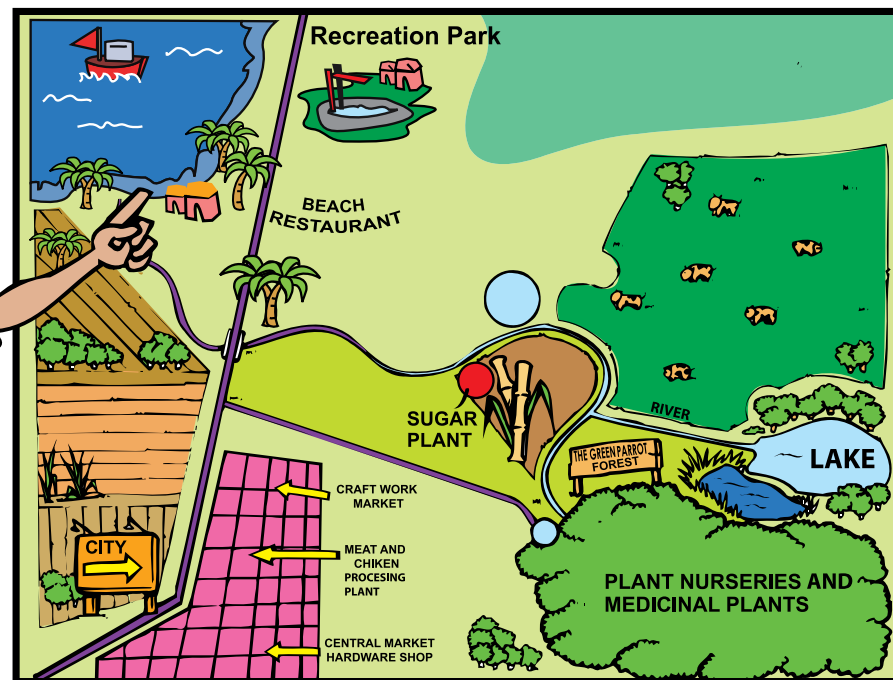 Recreation Park
BEACH
RESTAURANT
SUGAR
PLANT
RIVER
THE GREEN PARROT
FOREST
LAKE
CRAFT WORK
MARKET
CITY
MEAT AND
CHIKEN
PROCESING
PLANT
PLANT NURSERIES AND
MEDICINAL PLANTS
CENTRAL MARKET
HARDWARE SHOP